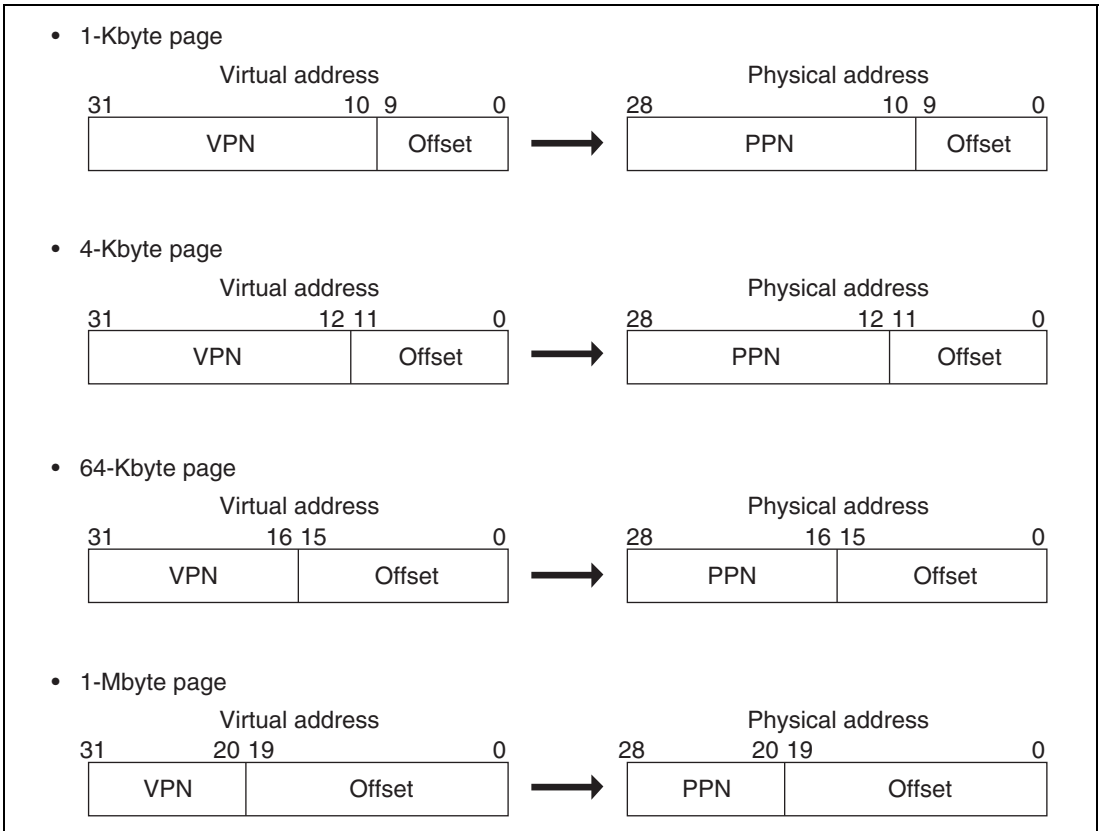 • 1-Kbyte page
Virtual address Physical address
31 10 9 0 28 10 9 0
VPN Offset PPN Offset
• 4-Kbyte page
Virtual address Physical address
31 12 11 0 28 12 11 0
VPN Offset PPN Offset
• 64-Kbyte page
Virtual address Physical address
31 16 15 0 28 16 15 0
VPN Offset PPN Offset
• 1-Mbyte page
Virtual address Physical address
31 20 19 0 28 20 19 0
VPN Offset PPN Offset